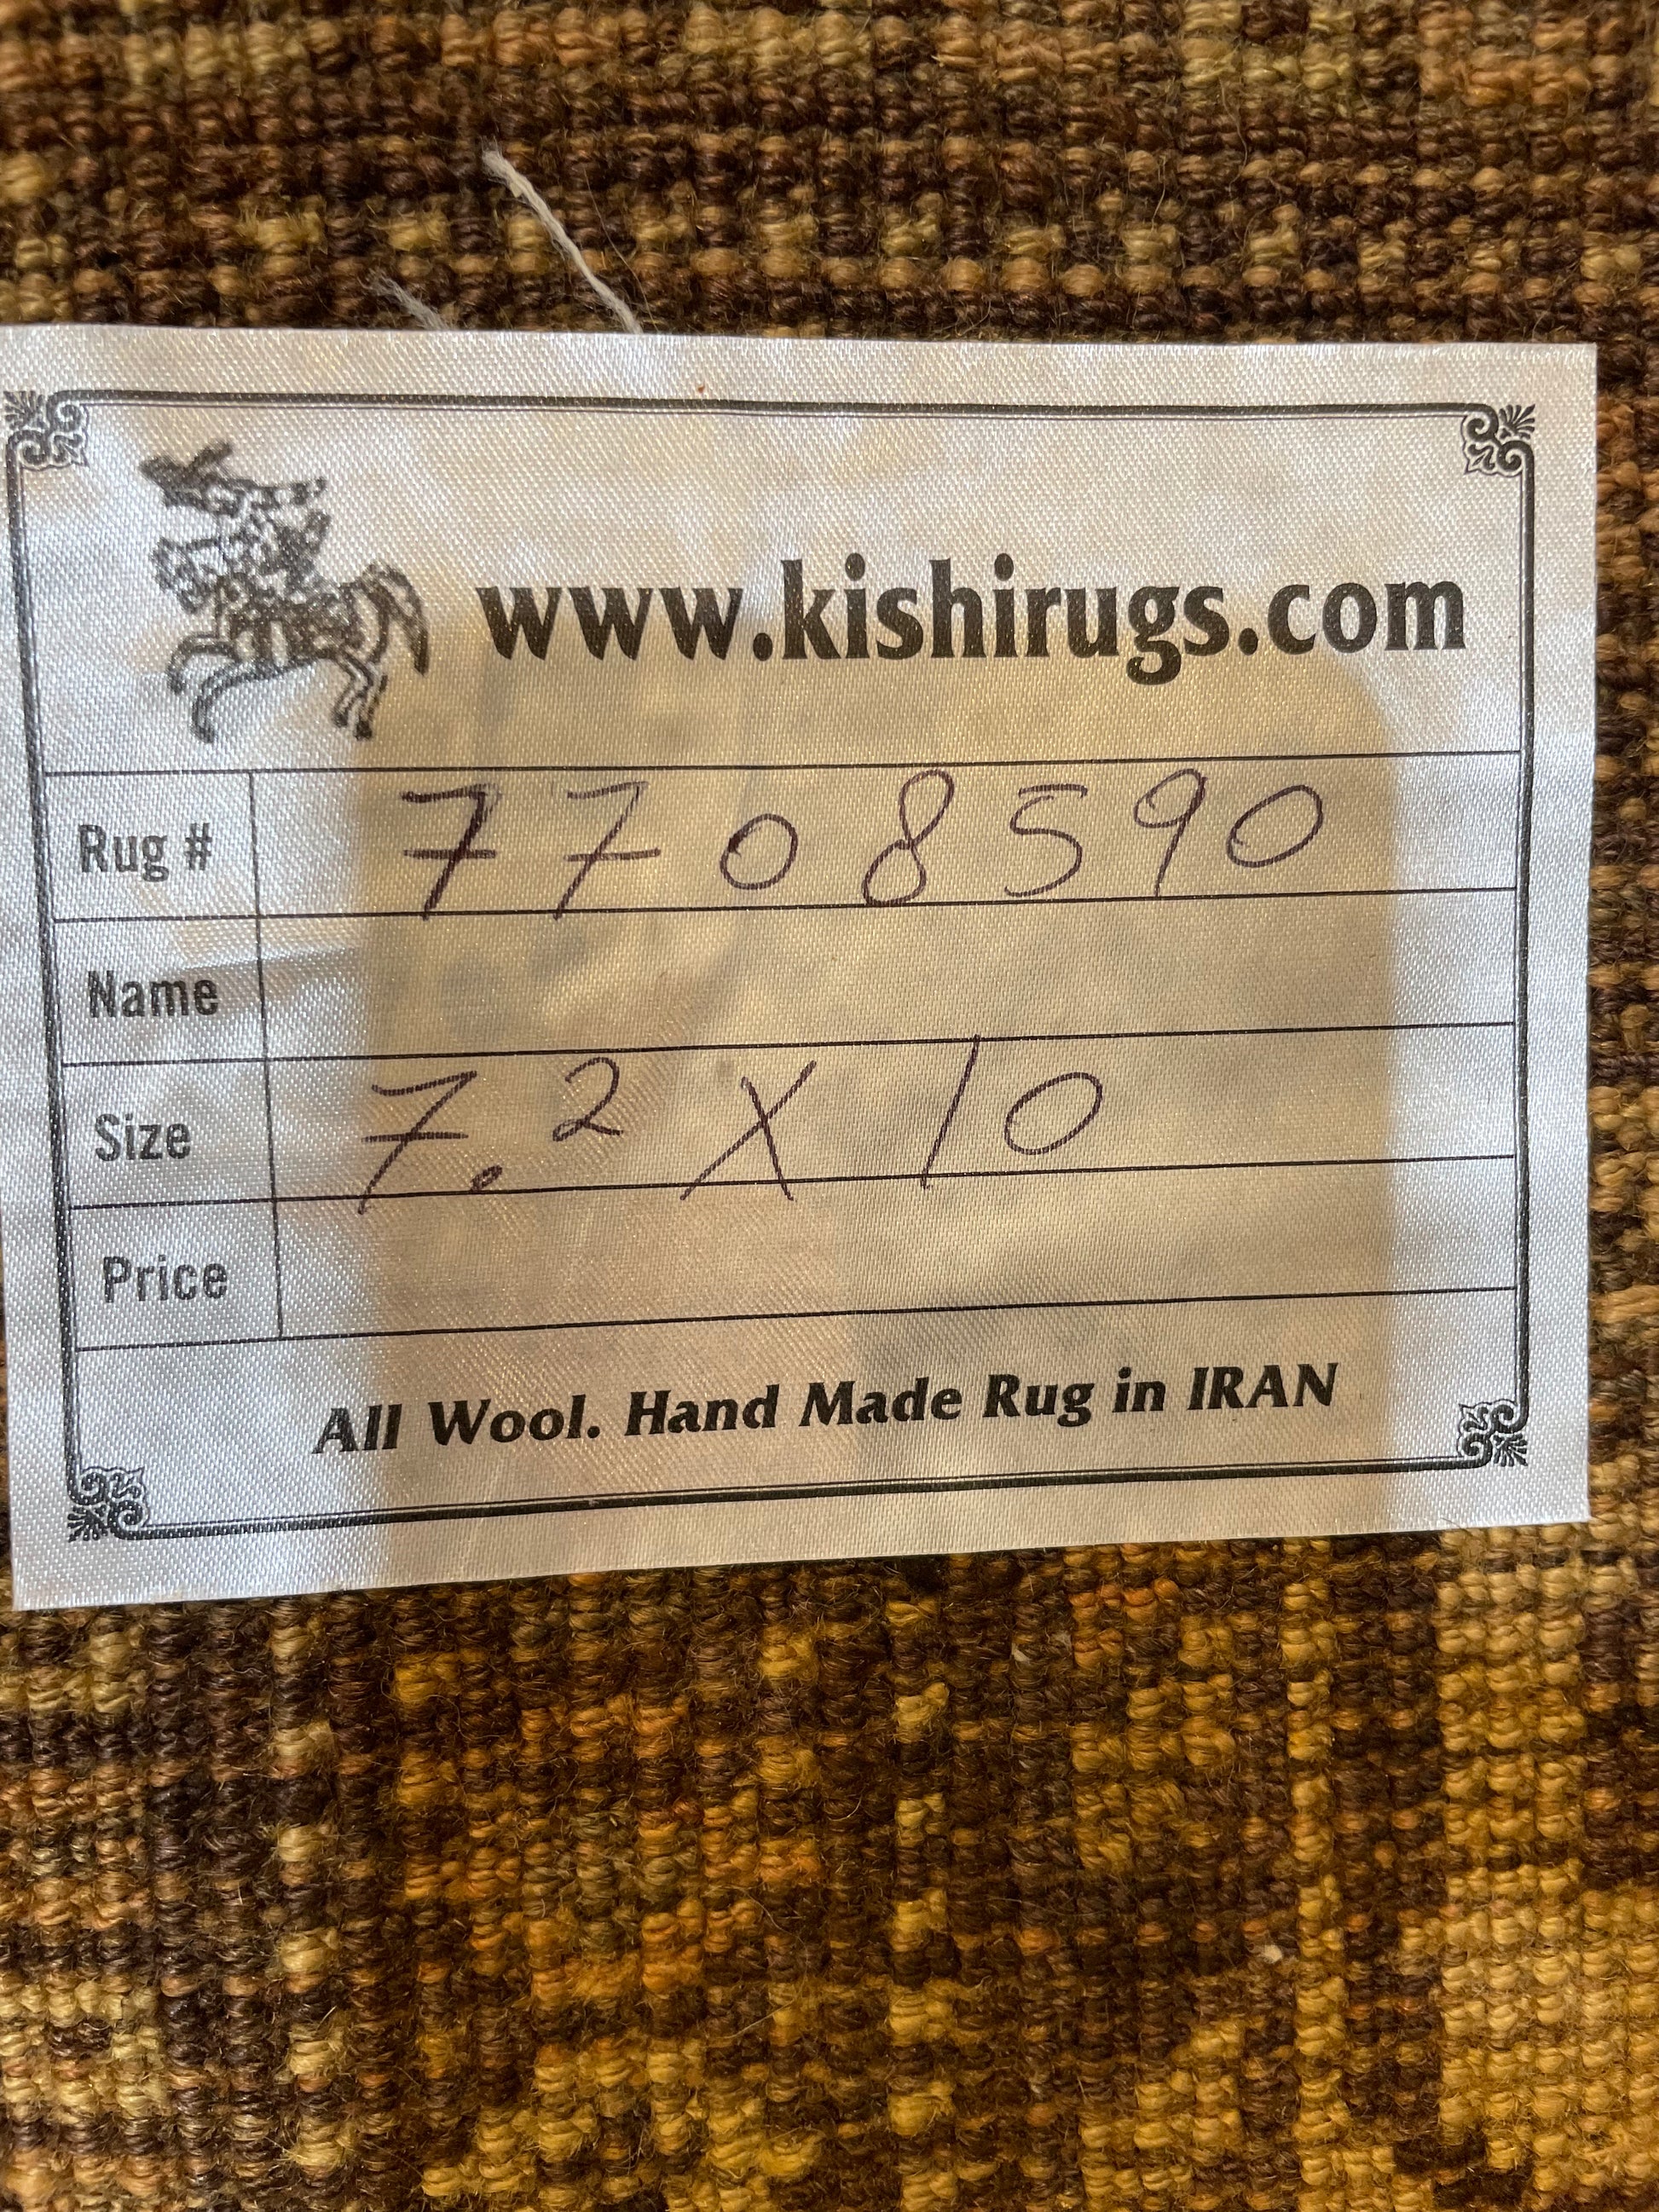 www.kishirugs.com
Rug # 7708590
Name
Size 7.2 X 10
Price
All Wool. Hand Made Rug in IRAN